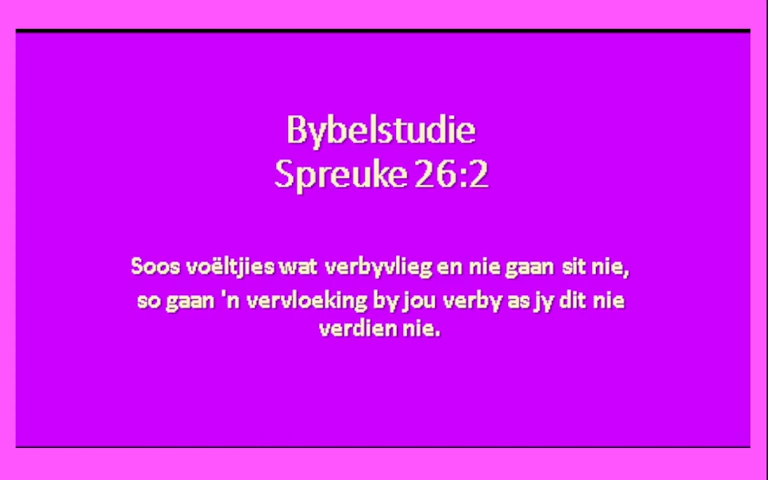 Bybelstudie
Spreuke 26:2
Soos voëltjies wat verbyvlieg en nie gaan sit nie,
so gaan 'n vervloeking by jou verby as jy dit nie
verdien nie.